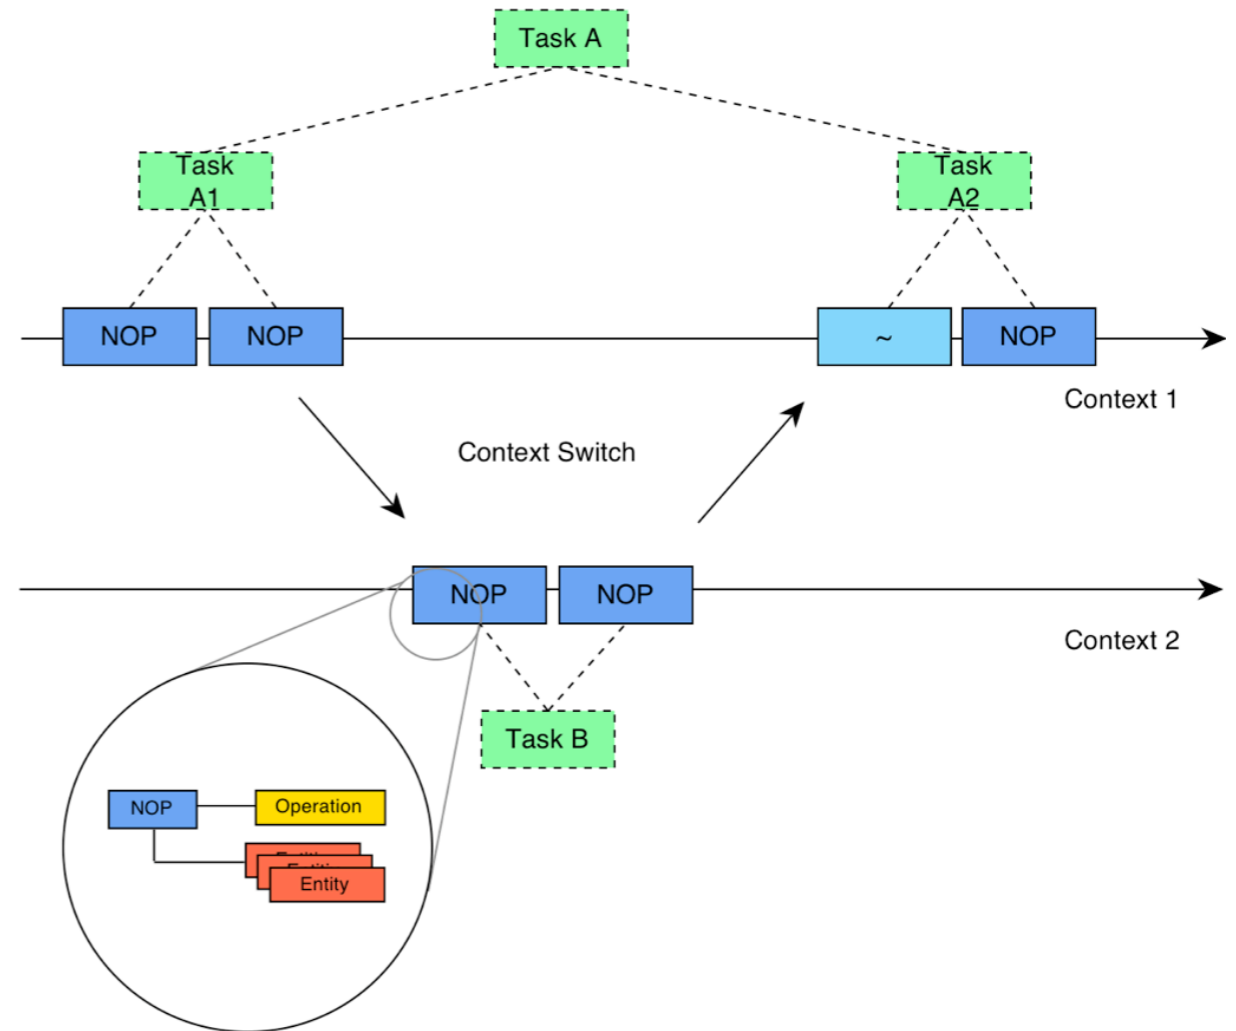 Task A
Task
A1
Task
A2
NOP
NOP
~
NOP
Context 1
Context Switch
NOP
NOP
Context 2
Task B
NOP
Operation
Entity